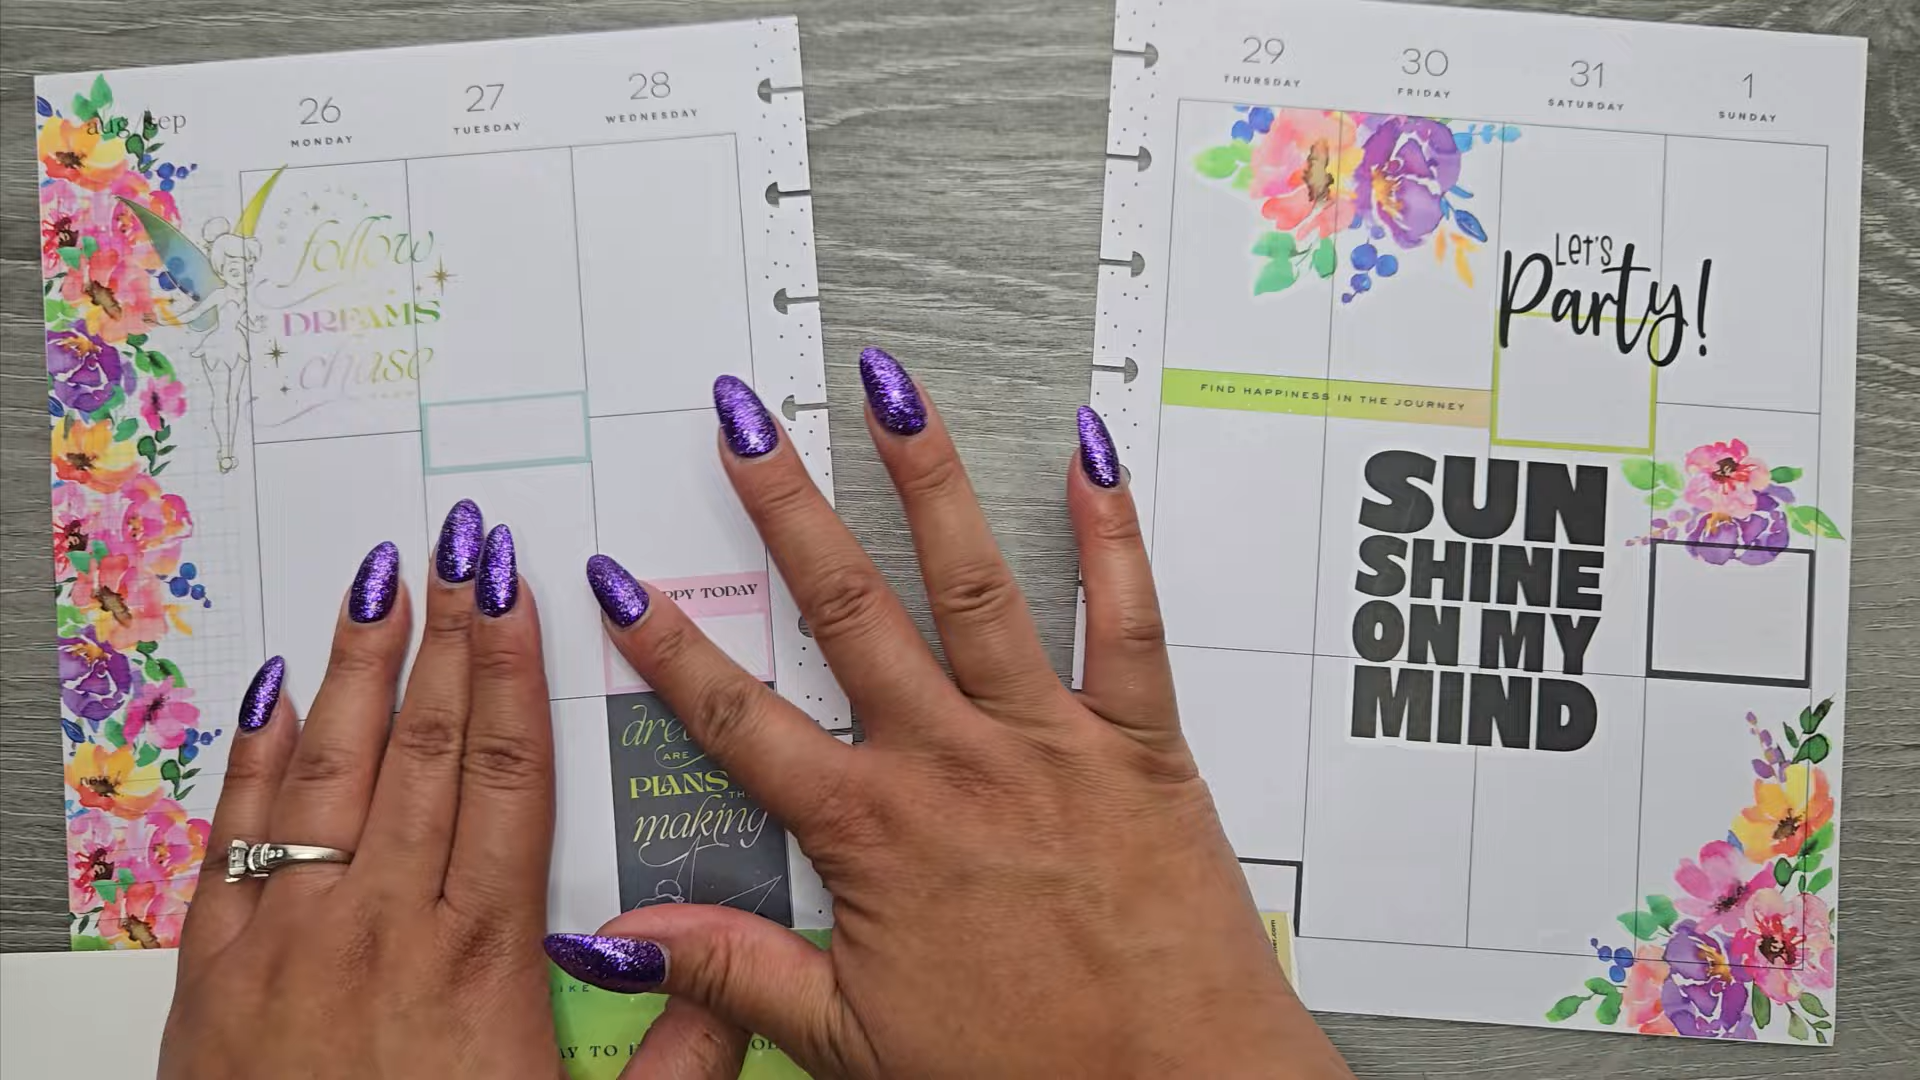 aug/sep
26
MONDAY
27
TUESDAY
28
WEDNESDAY
follow
DREAMS
chase
TODAY
ARE
PLANS
making
29
THURSDAY
30
FRIDAY
31
SATURDAY
1
SUNDAY
LeT's
Party!
FIND HAPPINESS IN THE JOURNEY
SUN
SHINE
ON MY
MIND